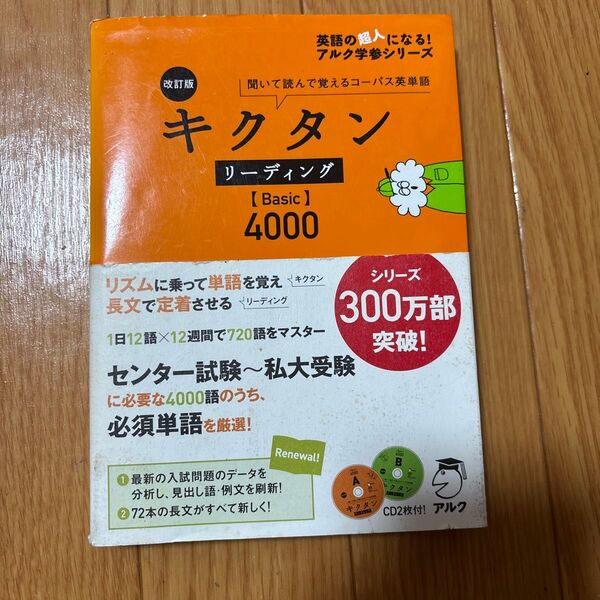 英語の超人になる!
アルク学参シリーズ
改訂版
聞いて読んで覚えるコーパス英単語
キクタン
リーディング
【Basic】
4000
リズムに乗って単語を覚え
キクタン
長文で定着させる
リーディング
1日12語×12週間で720語をマスター
シリーズ
300万部
突破!
センター試験〜私大受験
に必要な4000語のうち、
必須単語を厳選!
Renewal!
1 最新の入試問題のデータを
分析し、見出し語・例文を刷新!
2 72本の長文がすべて新しく!
4000
A
キクタン
B
キクタン
CD2枚付!
アルク